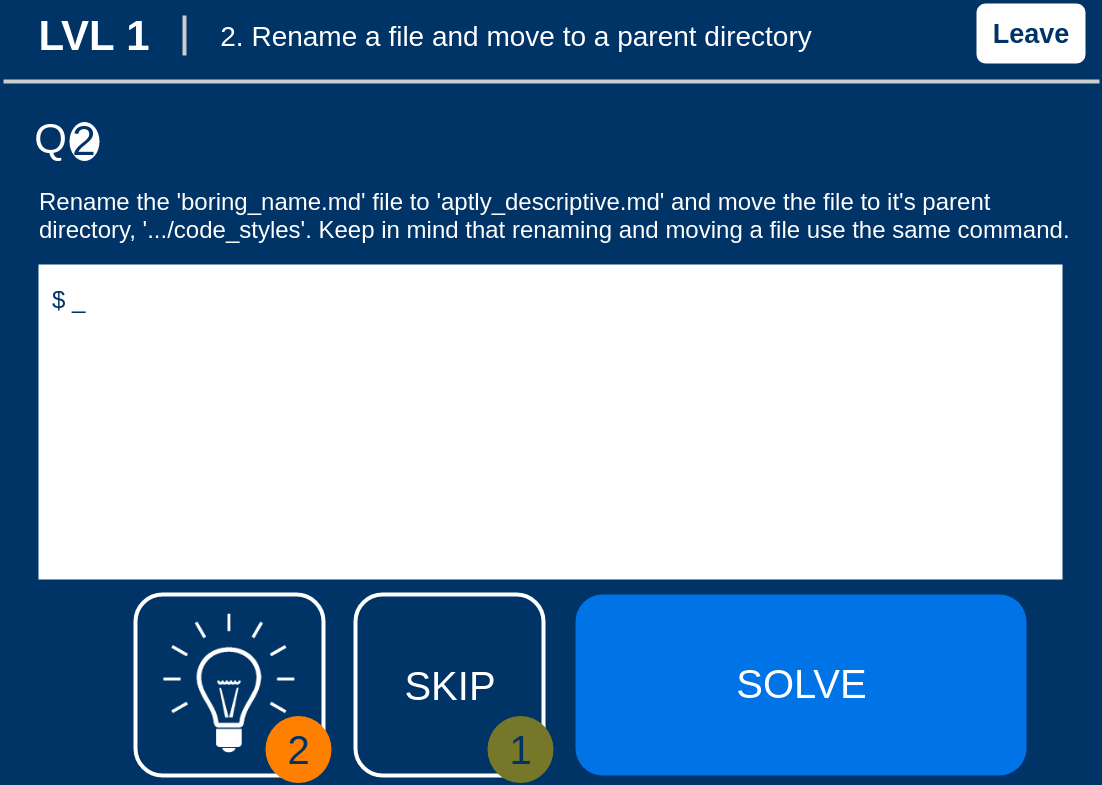 LVL 1
2. Rename a file and move to a parent directory
Leave
Q2
Rename the 'boring_name.md' file to 'aptly_descriptive.md' and move the file to it's parent
directory, '.../code_styles'. Keep in mind that renaming and moving a file use the same command.
$ _
2
SKIP
1
SOLVE